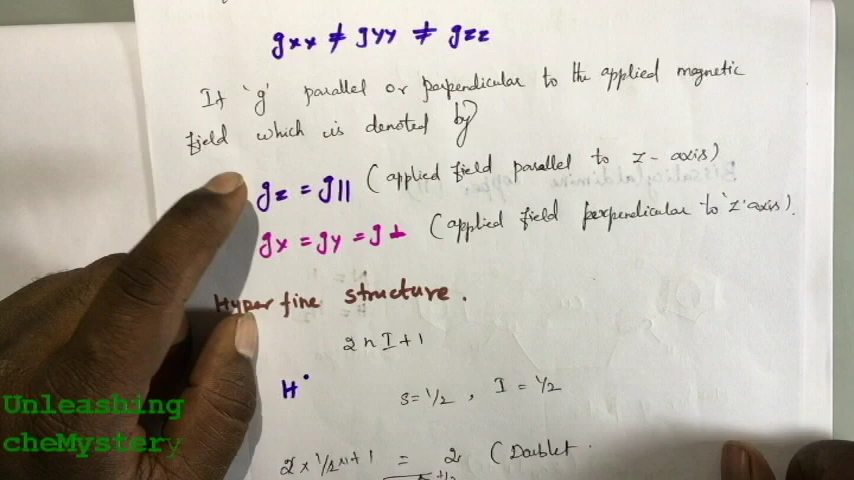 gxx ≠ gyy ≠ gzz
If 'g' parallel or perpendicular to the applied magnetic
field which is denoted by
gz = g|| (applied field parallel to z-axis)
gx = gy = g⊥ (applied field perpendicular to 'z' axis).
Hyperfine structure.
2nI+1
H• S=1/2, I = 1/2
2 x 1/2 x1+1 = 2 (Doublet.
Unleashing
cheMystery